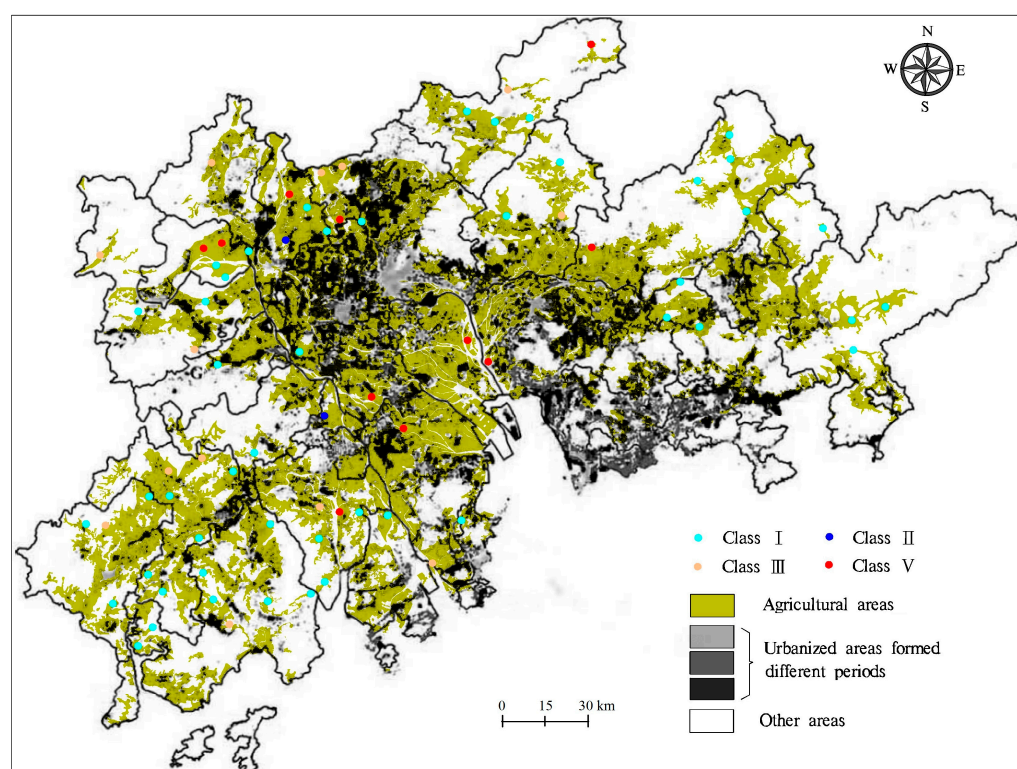 N
W E
S
Class Ⅰ Class Ⅱ
Class Ⅲ Class Ⅴ
Agricultural areas
Urbanized areas formed
different periods
0 15 30 km
Other areas